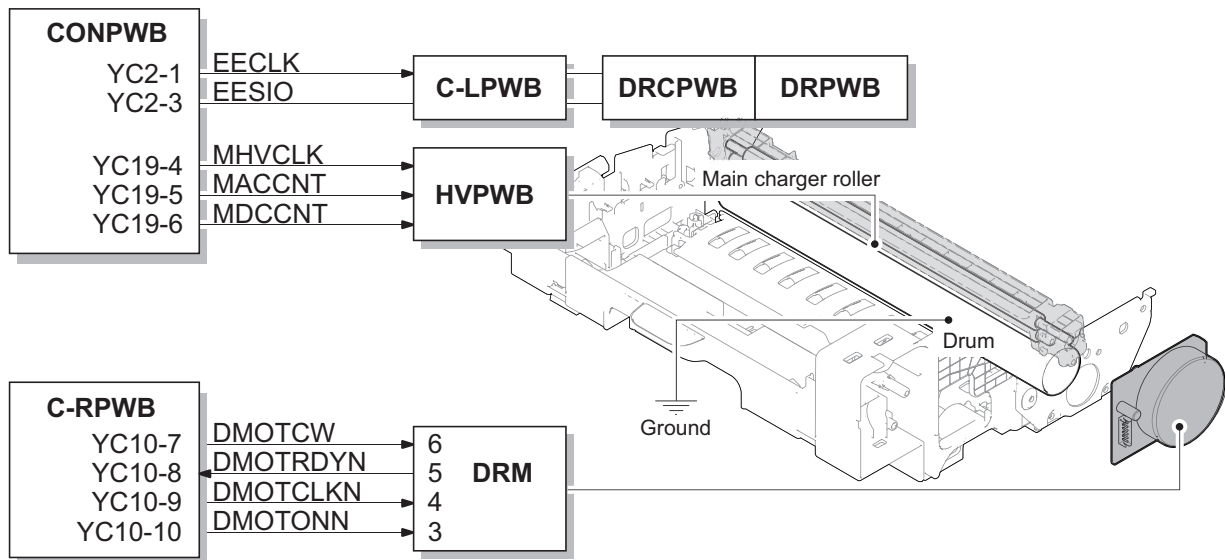 CONPWB
YC2-1 EECLK
YC2-3 EESIO
C-LPWB DRCPWB DRPWB
YC19-4 MHVCLK
YC19-5 MACCNT
YC19-6 MDCCNT
HVPWB
Main charger roller
Drum
Ground
C-RPWB
YC10-7 DMOTCW 6
YC10-8 DMOTRDYN 5
YC10-9 DMOTCLKN 4
YC10-10 DMOTONN 3
DRM